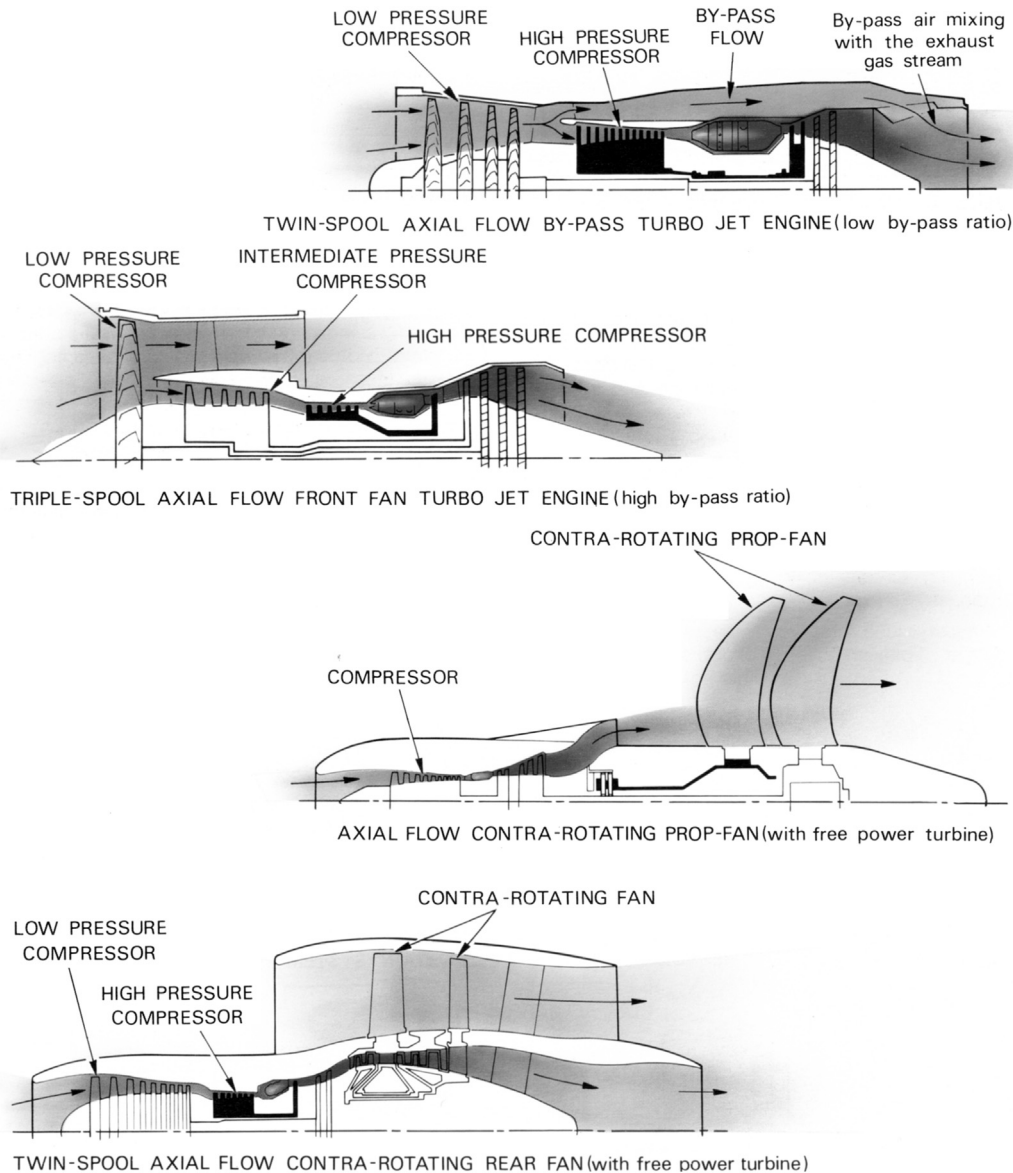 LOW PRESSURE
COMPRESSOR
HIGH PRESSURE
COMPRESSOR
BY-PASS
FLOW
By-pass air mixing
with the exhaust
gas stream
TWIN-SPOOL AXIAL FLOW BY-PASS TURBO JET ENGINE (low by-pass ratio)
LOW PRESSURE
COMPRESSOR
INTERMEDIATE PRESSURE
COMPRESSOR
HIGH PRESSURE COMPRESSOR
TRIPLE-SPOOL AXIAL FLOW FRONT FAN TURBO JET ENGINE (high by-pass ratio)
CONTRA-ROTATING PROP-FAN
COMPRESSOR
AXIAL FLOW CONTRA-ROTATING PROP-FAN (with free power turbine)
CONTRA-ROTATING FAN
LOW PRESSURE
COMPRESSOR
HIGH PRESSURE
COMPRESSOR
TWIN-SPOOL AXIAL FLOW CONTRA-ROTATING REAR FAN (with free power turbine)